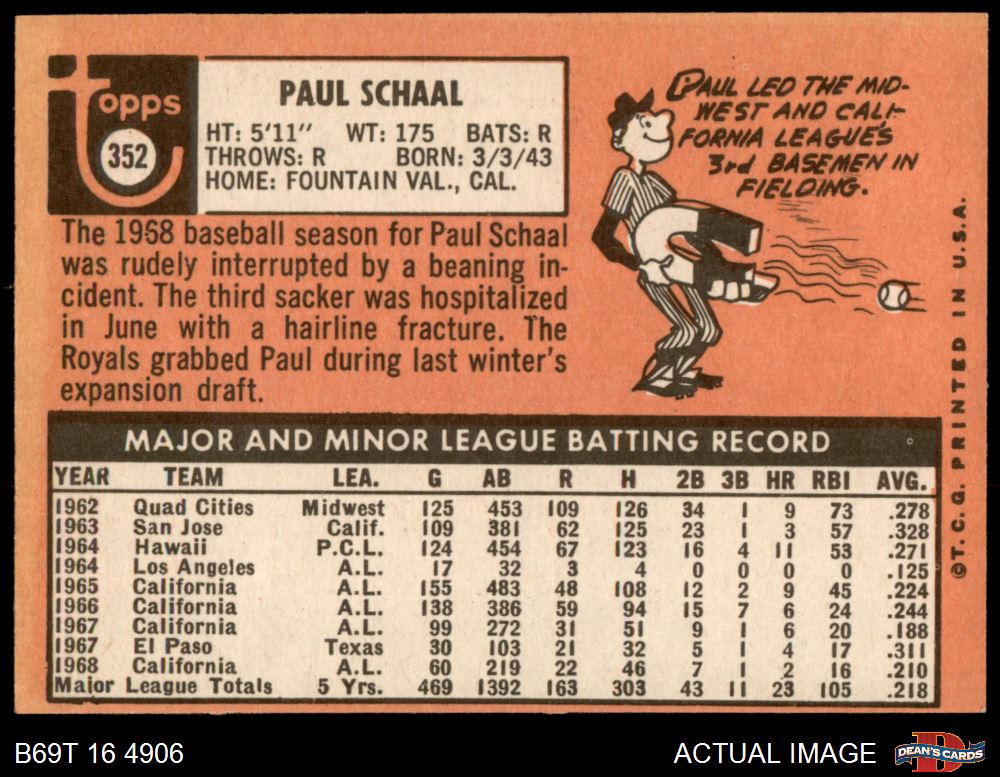 Topps
352
PAUL SCHAAL
HT: 5'11" WT: 175 BATS: R
THROWS: R BORN: 3/3/43
HOME: FOUNTAIN VAL., CAL.
PAUL LED THE MID-
WEST AND CALI-
FORNIA LEAGUE'S
3rd BASEMEN IN
FIELDING.
The 1968 baseball season for Paul Schaal
was rudely interrupted by a beaning in-
cident. The third sacker was hospitalized
in June with a hairline fracture. The
Royals grabbed Paul during last winter's
expansion draft.
MAJOR AND MINOR LEAGUE BATTING RECORD
YEAR TEAM LEA. G AB R H 2B 3B HR RBI AVG.
1962 Quad Cities Midwest 125 453 109 126 34 1 9 73 .278
1963 San Jose Calif. 109 381 62 125 23 1 3 57 .328
1964 Hawaii P.C.L. 124 454 67 123 16 4 11 53 .271
1964 Los Angeles A.L. 17 32 3 4 0 0 0 0 .125
1965 California A.L. 155 483 48 108 12 2 9 45 .224
1966 California A.L. 138 386 59 94 15 7 6 24 .244
1967 California A.L. 99 272 31 51 9 1 6 20 .188
1967 El Paso Texas 30 103 21 32 5 1 4 17 .311
1968 California A.L. 60 219 22 46 7 1 2 16 .210
Major League Totals 5 Yrs. 469 1392 163 303 43 11 23 105 .218
©T.C.G. PRINTED IN U.S.A.
B69T 16 4906
ACTUAL IMAGE
D
DEAN'S CARDS